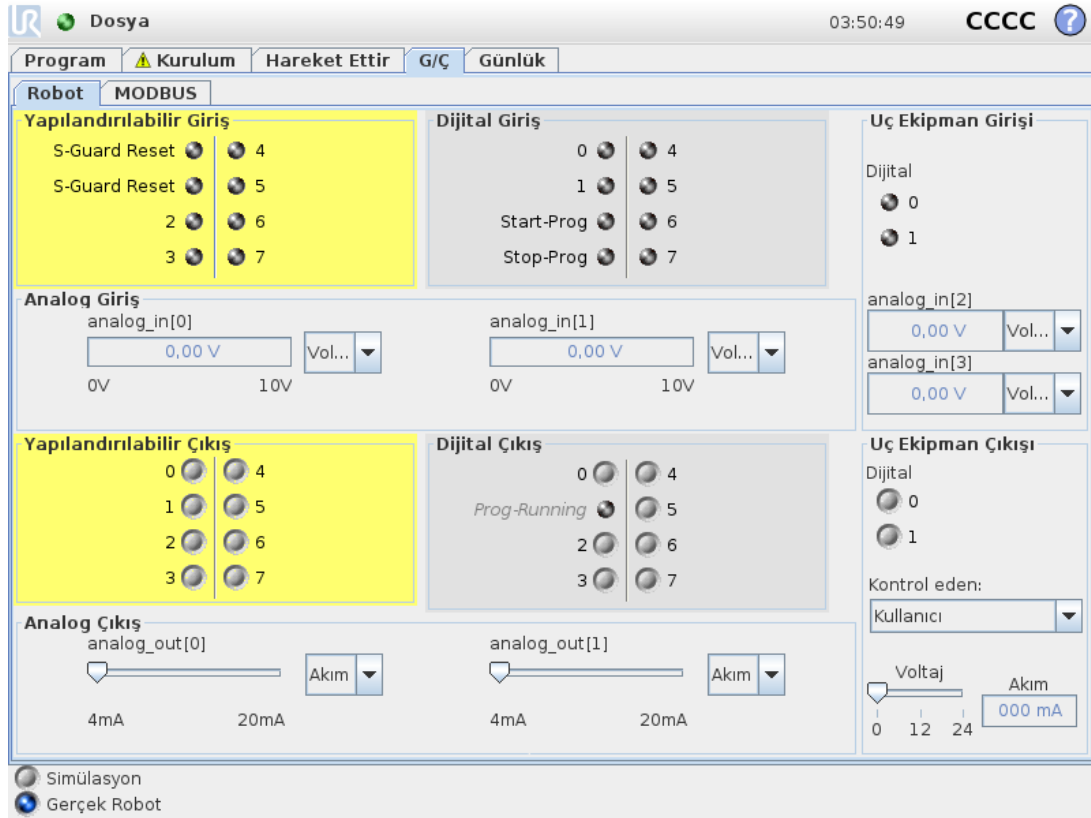 UR Dosya 03:50:49 CCCC ?
Program Kurulum Hareket Ettir G/Ç Günlük
Robot MODBUS
Yapılandırılabilir Giriş
S-Guard Reset 4
S-Guard Reset 5
2 6
3 7
Dijital Giriş
0 4
1 5
Start-Prog 6
Stop-Prog 7
Uç Ekipman Girişi
Dijital
0
1
analog_in[2]
0,00 V Vol...
analog_in[3]
0,00 V Vol...
Analog Giriş
analog_in[0]
0,00 V Vol...
0V 10V
analog_in[1]
0,00 V Vol...
0V 10V
Yapılandırılabilir Çıkış
0 4
1 5
2 6
3 7
Dijital Çıkış
0 4
Prog-Running 5
2 6
3 7
Uç Ekipman Çıkışı
Dijital
0
1
Kontrol eden:
Kullanıcı
Voltaj
0 12 24
Akım
000 mA
Analog Çıkış
analog_out[0]
Akım
4mA 20mA
analog_out[1]
Akım
4mA 20mA
Simülasyon
Gerçek Robot